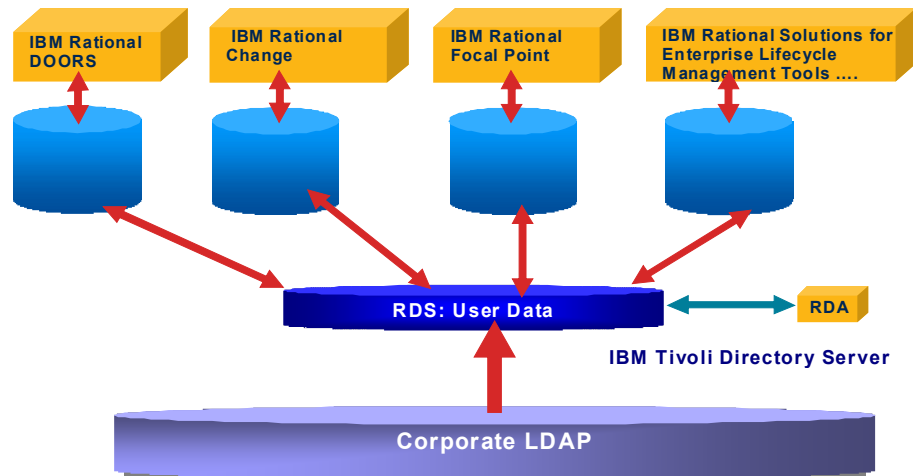 IBM Rational
DOORS
IBM Rational
Change
IBM Rational
Focal Point
IBM Rational Solutions for
Enterprise Lifecycle
Management Tools ....
RDS: User Data
RDA
IBM Tivoli Directory Server
Corporate LDAP